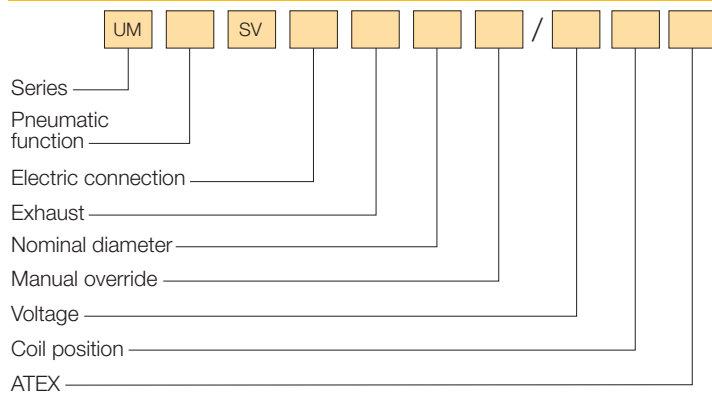 UM SV /
Series
Pneumatic
function
Electric connection
Exhaust
Nominal diameter
Manual override
Voltage
Coil position
ATEX